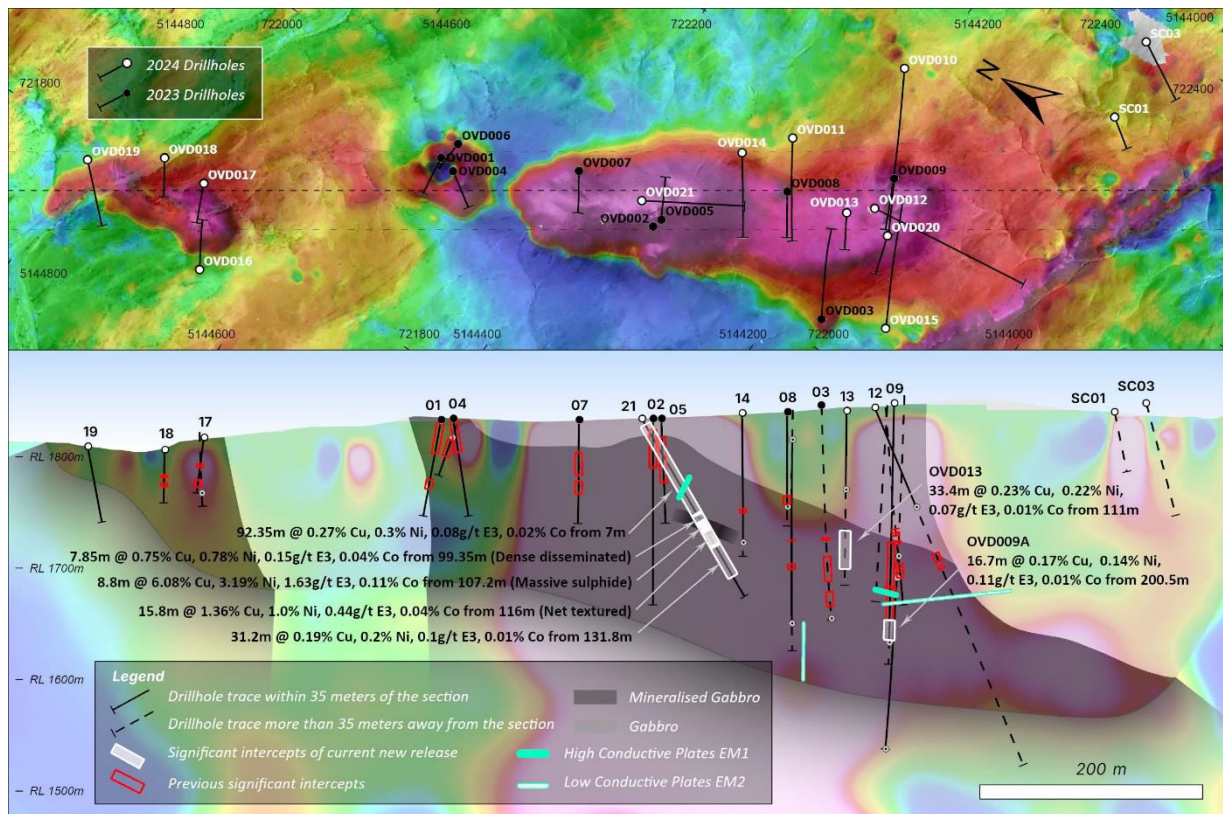 5144800
722000
5144600
722200
5144200
722400
5144000
SC03
2024 Drillholes
2023 Drillholes
721800
OVD010
N
722400
SC01
OVD006
OVD011
OVD014
OVD019
OVD018
OVD001
OVD004
OVD007
OVD009
OVD017
OVD008
OVD021
OVD012
OVD013
OVD002
OVD005
OVD020
5144800
OVD016
OVD003
OVD015
5144600
721800
5144400
5144200
722000
5144000
SC03
SC01
19
18
17
01
04
07
21
02
05
14
08
03
13
12
09
RL 1800m
RL 1700m
RL 1600m
RL 1500m
OVD013
33.4m @ 0.23% Cu, 0.22% Ni,
0.07g/t E3, 0.01% Co from 111m
OVD009A
16.7m @ 0.17% Cu, 0.14% Ni,
0.11g/t E3, 0.01% Co from 200.5m
92.35m @ 0.27% Cu, 0.3% Ni, 0.08g/t E3, 0.02% Co from 7m
7.85m @ 0.75% Cu, 0.78% Ni, 0.15g/t E3, 0.04% Co from 99.35m (Dense disseminated)
8.8m @ 6.08% Cu, 3.19% Ni, 1.63g/t E3, 0.11% Co from 107.2m (Massive sulphide)
15.8m @ 1.36% Cu, 1.0% Ni, 0.44g/t E3, 0.04% Co from 116m (Net textured)
31.2m @ 0.19% Cu, 0.2% Ni, 0.1g/t E3, 0.01% Co from 131.8m
Legend
Drillhole trace within 35 meters of the section
Drillhole trace more than 35 meters away from the section
Significant intercepts of current new release
Previous significant intercepts
Mineralised Gabbro
Gabbro
High Conductive Plates EM1
Low Conductive Plates EM2
200 m